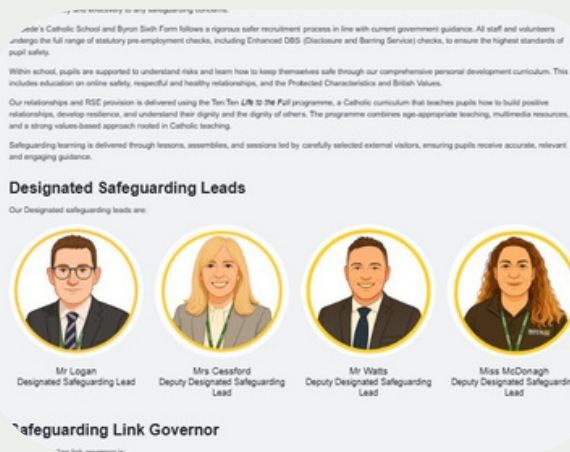 and effectively to any safeguarding concerns.
Bede's Catholic School and Byron Sixth Form follows a rigorous safer recruitment process in line with current government guidance. All staff and volunteers
undergo the full range of statutory pre-employment checks, including Enhanced DBS (Disclosure and Barring Service) checks, to ensure the highest standards of
pupil safety.
Within school, pupils are supported to understand risks and learn how to keep themselves safe through our comprehensive personal development curriculum. This
includes education on online safety, respectful and healthy relationships, and the Protected Characteristics and British Values.
Our relationships and RSE provision is delivered using the Ten:Ten Life to the Full programme, a Catholic curriculum that teaches pupils how to build positive
relationships, develop resilience, and understand their dignity and the dignity of others. The programme combines age-appropriate teaching, multimedia resources,
and a strong values-based approach rooted in Catholic teaching.
Safeguarding learning is delivered through lessons, assemblies, and sessions led by carefully selected external visitors, ensuring pupils receive accurate, relevant
and engaging guidance.
Designated Safeguarding Leads
Our Designated safeguarding leads are:
Mr Logan
Designated Safeguarding Lead
Mrs Cessford
Deputy Designated Safeguarding
Lead
Mr Watts
Deputy Designated Safeguarding
Lead
Miss McDonagh
Deputy Designated Safeguarding
Lead
Safeguarding Link Governor
link governor is: